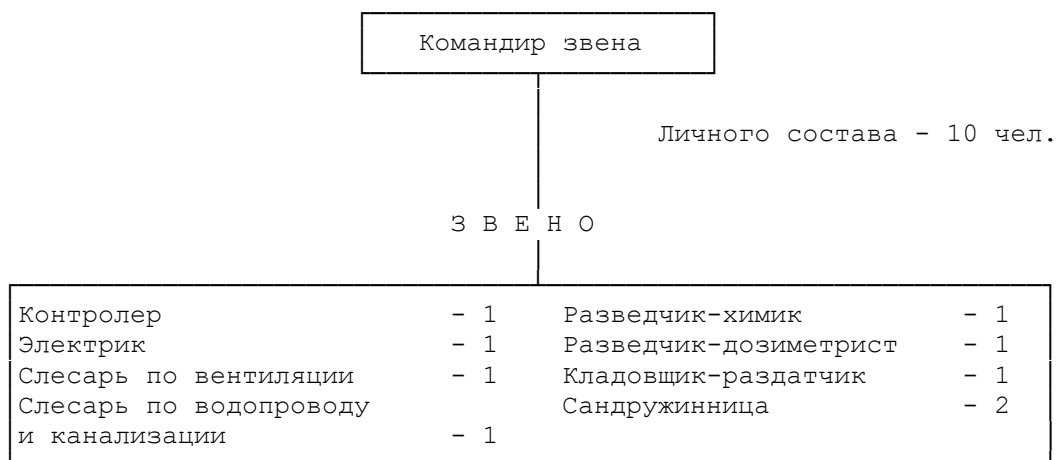 Командир звена
Личного состава - 10 чел.
З В Е Н О
Контролер - 1 Разведчик-химик - 1
Электрик - 1 Разведчик-дозиметрист - 1
Слесарь по вентиляции - 1 Кладовщик-раздатчик - 1
Слесарь по водопроводу Сандружинница - 2
и канализации - 1